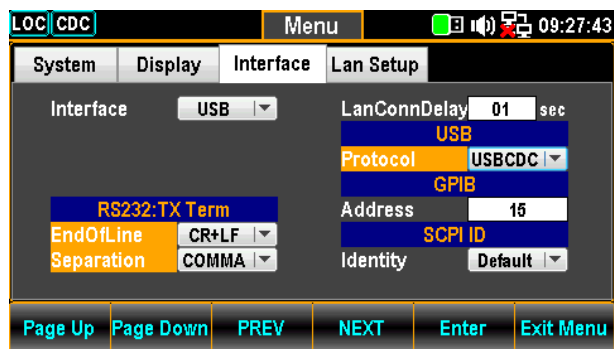 LOC CDC Menu 09:27:43
System Display Interface Lan Setup
Interface USB
LanConnDelay 01 sec
USB
Protocol USBCDC
GPIB
RS232:TX Term
Address 15
EndOfLine CR+LF
SCPI ID
Separation COMMA
Identity Default
Page Up Page Down PREV NEXT Enter Exit Menu